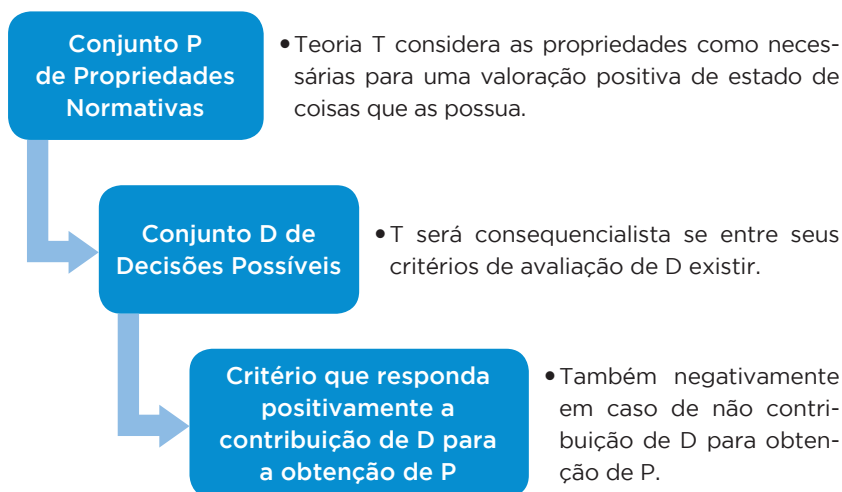 Conjunto P
de Propriedades
Normativas
•Teoria T considera as propriedades como neces-
sárias para uma valoração positiva de estado de
coisas que as possua.
Conjunto D de
Decisões Possíveis
•T será consequencialista se entre seus
critérios de avaliação de D existir.
Critério que responda
positivamente a
contribuição de D para
a obtenção de P
•Também negativamente
em caso de não contri-
buição de D para obten-
ção de P.